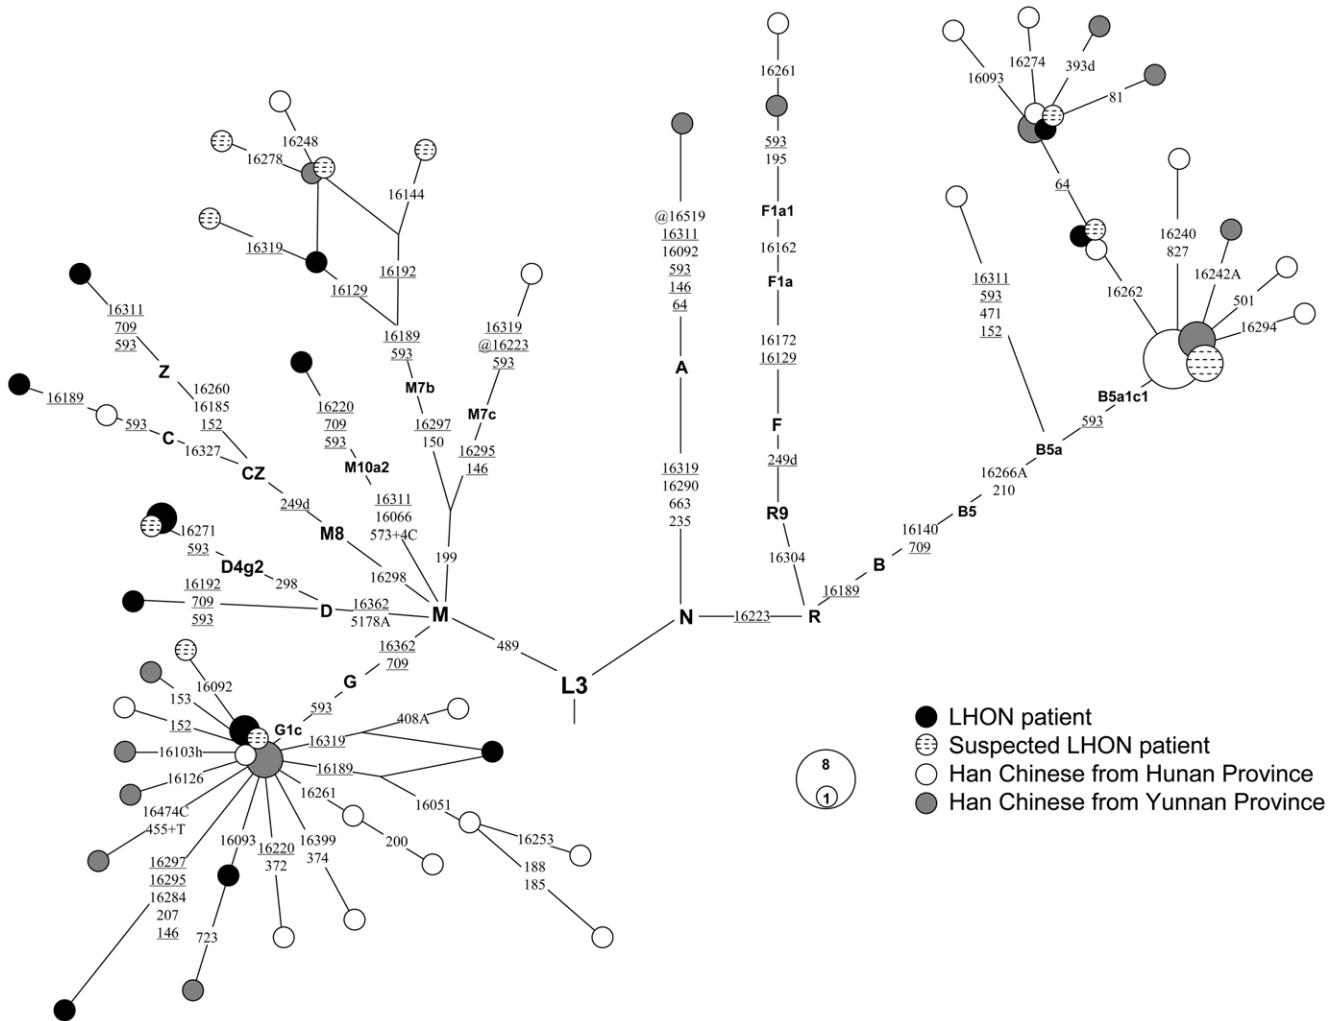 16261
16274
393d
16093
81
16248
16278
16144
593
195
64
@16519
16311
16092
593
146
64
F1a1
16240
827
16319
16192
16162
16242A
16129
F1a
16262
501
16311
593
471
152
16294
16311
709
593
16319
@16223
593
16189
593
16172
16129
Z
A
M7b
B5a1c1
16260
16185
152
16189
16220
709
593
M7c
593
593
C
16297
150
F
16327
M10a2
B5a
CZ
16295
146
249d
16319
16290
663
235
16266A
210
249d
16311
16066
573+4C
R9
B5
16271
593
M8
16140
709
199
16304
D4g2
B
16298
16192
709
593
298
16189
D
16362
5178A
M
N
16223
R
489
16362
709
G
L3
16092
153
593
408A
152
G1c
16319
LHON patient
16103h
16189
Suspected LHON patient
8
Han Chinese from Hunan Province
16126
16261
1
Han Chinese from Yunnan Province
16051
16474C
455+T
16093
16220
372
16399
374
200
16253
16297
16295
16284
207
146
188
185
723